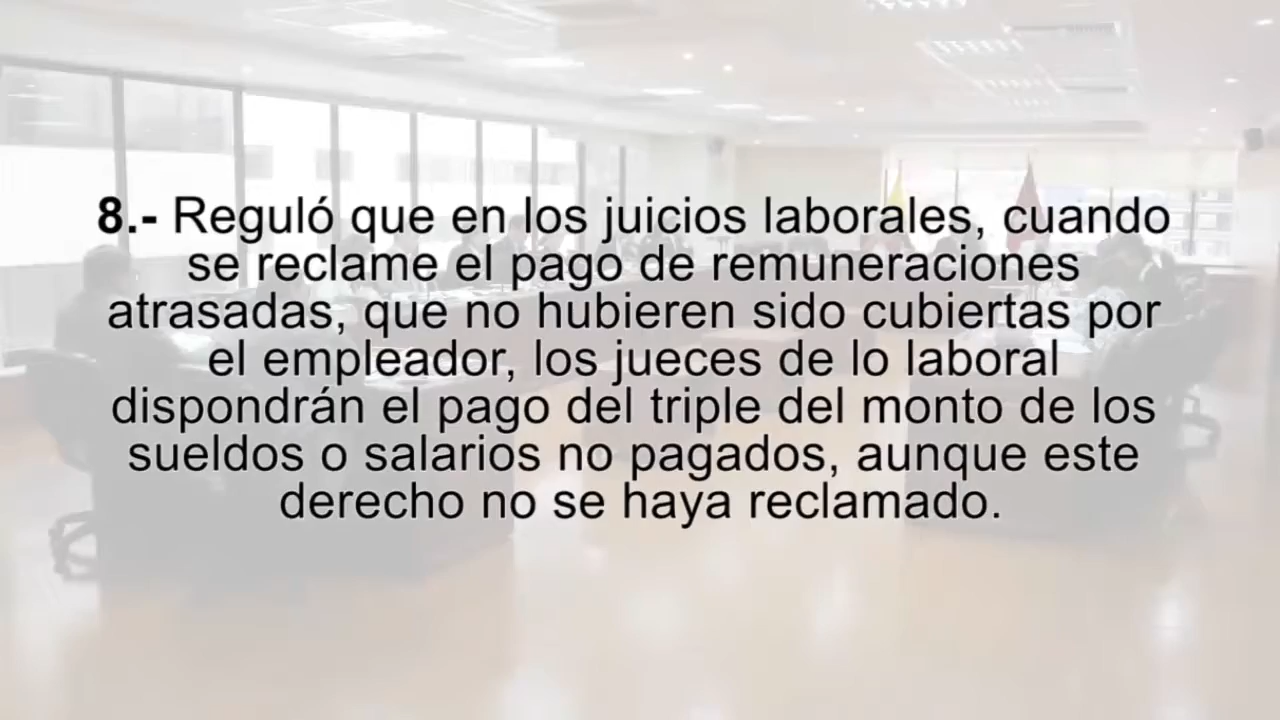 8.- Reguló que en los juicios laborales, cuando
se reclame el pago de remuneraciones
atrasadas, que no hubieren sido cubiertas por
el empleador, los jueces de lo laboral
dispondrán el pago del triple del monto de los
sueldos o salarios no pagados, aunque este
derecho no se haya reclamado.